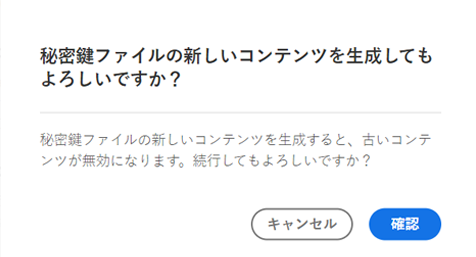 秘密鍵ファイルの新しいコンテンツを生成しても
よろしいですか？
秘密鍵ファイルの新しいコンテンツを生成すると、古いコンテ
ンツが無効になります。続行してもよろしいですか？
キャンセル 確認